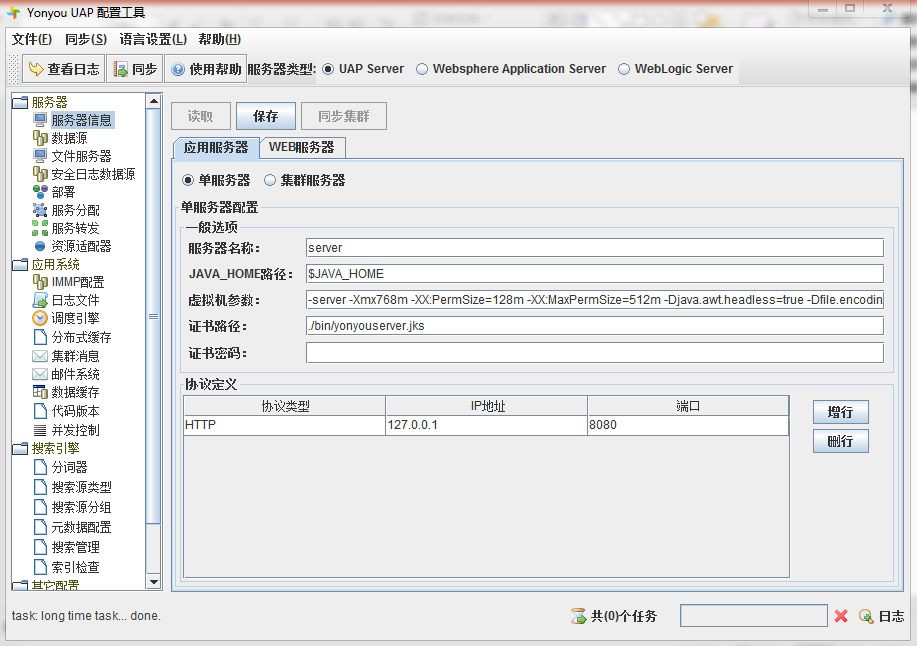 Yonyou UAP 配置工具
文件(F) 同步(S) 语言设置(L) 帮助(H)
查看日志 同步 使用帮助 服务器类型: UAP Server Websphere Application Server WebLogic Server
服务器
服务器信息
数据源
文件服务器
安全日志数据源
部署
服务分配
服务转发
资源适配器
应用系统
IMMP配置
日志文件
调度引擎
分布式缓存
集群消息
邮件系统
数据缓存
代码版本
并发控制
搜索引擎
分词器
搜索源类型
搜索源分组
元数据配置
搜索管理
索引检查
其它配置
读取 保存 同步集群
应用服务器 WEB服务器
单服务器 集群服务器
单服务器配置
一般选项
服务器名称: server
JAVA_HOME路径: $JAVA_HOME
虚拟机参数: -server -Xmx768m -XX:PermSize=128m -XX:MaxPermSize=512m -Djava.awt.headless=true -Dfile.encodin
证书路径: ./bin/yonyouserver.jks
证书密码:
协议定义
协议类型 IP地址 端口
HTTP 127.0.0.1 8080
增行
删行
task: long time task... done. 共(0)个任务 日志